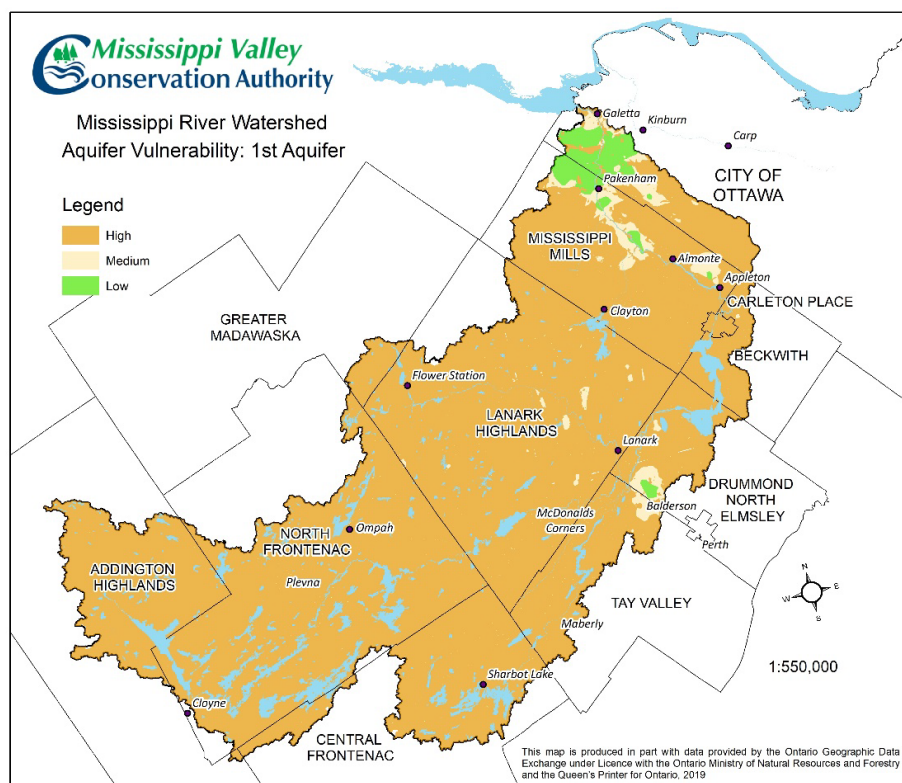 Mississippi Valley
Conservation Authority
Mississippi River Watershed
Aquifer Vulnerability: 1st Aquifer
Legend
High
Medium
Low
Galetta
Kinburn
Carp
CITY OF
OTTAWA
Pakenham
MISSISSIPPI
MILLS
Almonte
Appleton
CARLETON PLACE
Clayton
GREATER
MADAWASKA
BECKWITH
Flower Station
LANARK
HIGHLANDS
Lanark
DRUMMOND
NORTH
ELMSLEY
Balderson
McDonalds
Corners
Perth
NORTH
FRONTENAC
Ompah
ADDINGTON
HIGHLANDS
Plevna
N
W
E
S
TAY VALLEY
Maberly
1:550,000
Sharbot Lake
Cloyne
CENTRAL
FRONTENAC
This map is produced in part with data provided by the Ontario Geographic Data
Exchange under Licence with the Ontario Ministry of Natural Resources and Forestry
and the Queen's Printer for Ontario, 2019